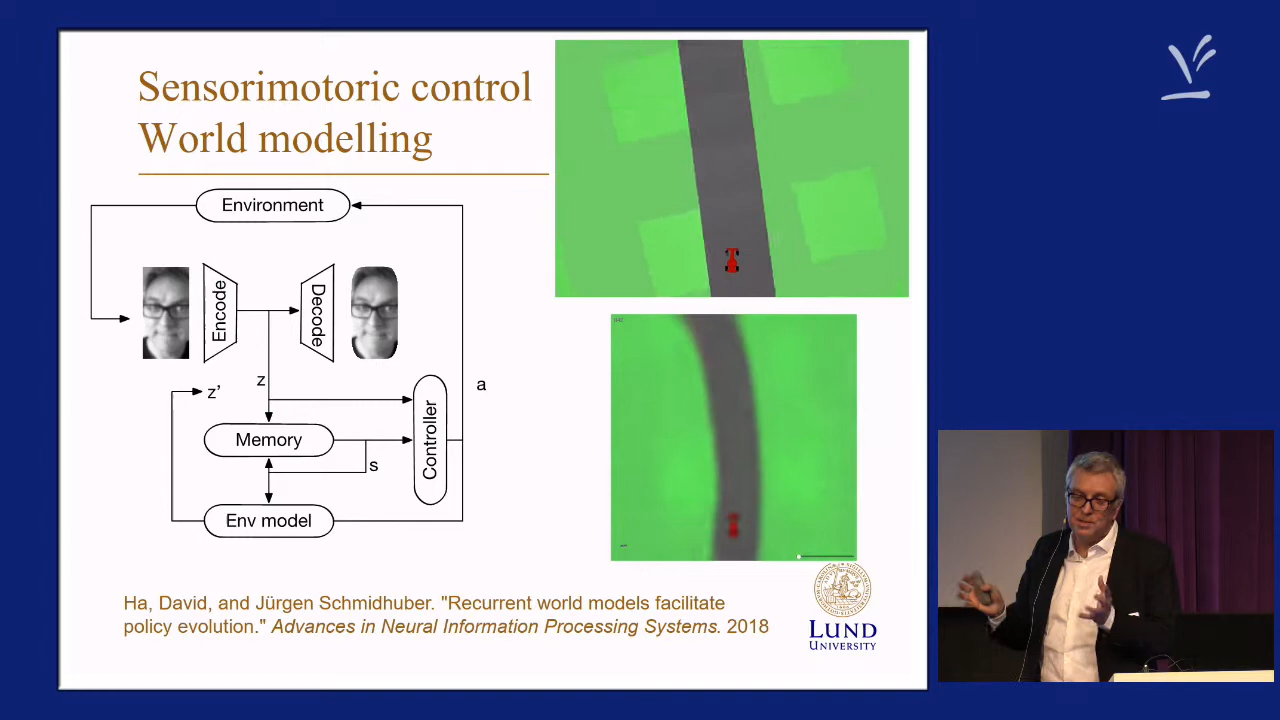 Sensorimotoric control
World modelling
Environment
Encode
Decode
z
a
z'
Memory
Controller
s
Env model
Ha, David, and Jürgen Schmidhuber. "Recurrent world models facilitate
policy evolution." Advances in Neural Information Processing Systems. 2018
LUND
UNIVERSITY